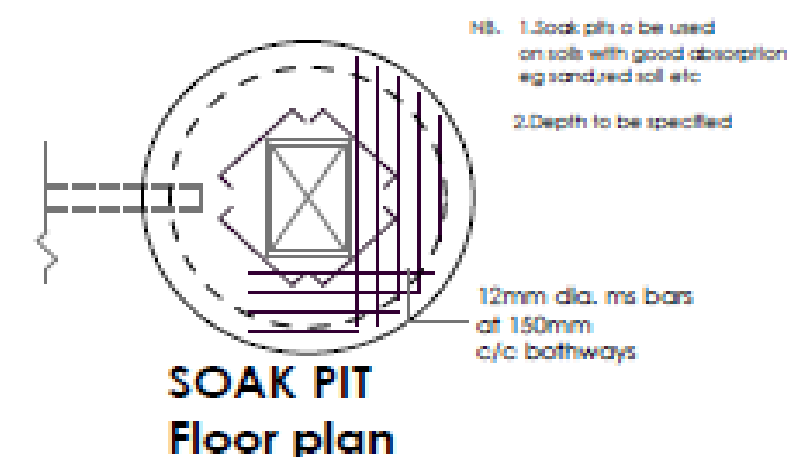 NB. 1.Soak pits o be used
on soils with good absorption
eg sand,red soil etc
2.Depth to be specified
12mm dia. ms bars
at 150mm
c/c bothways
SOAK PIT
Floor plan